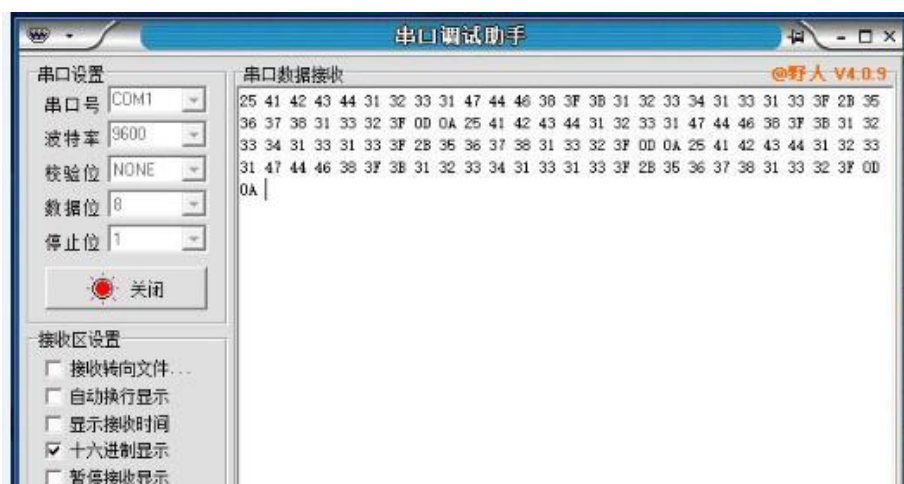 串口调试助手
串口设置
串口号 COM1
波特率 9600
校验位 NONE
数据位 8
停止位 1
关闭
接收区设置
接收转向文件...
自动换行显示
显示接收时间
十六进制显示
暂停接收显示
串口数据接收
@野人 V4.0.9
25 41 42 43 44 31 32 33 31 47 44 46 38 3F 3B 31 32 33 34 31 33 31 33 3F 2B 35
36 37 38 31 33 32 3F 0D 0A 25 41 42 43 44 31 32 33 31 47 44 46 38 3F 3B 31 32
33 34 31 33 31 33 3F 2B 35 36 37 38 31 33 32 3F 0D 0A 25 41 42 43 44 31 32 33
31 47 44 46 38 3F 3B 31 32 33 34 31 33 31 33 3F 2B 35 36 37 38 31 33 32 3F 0D
0A